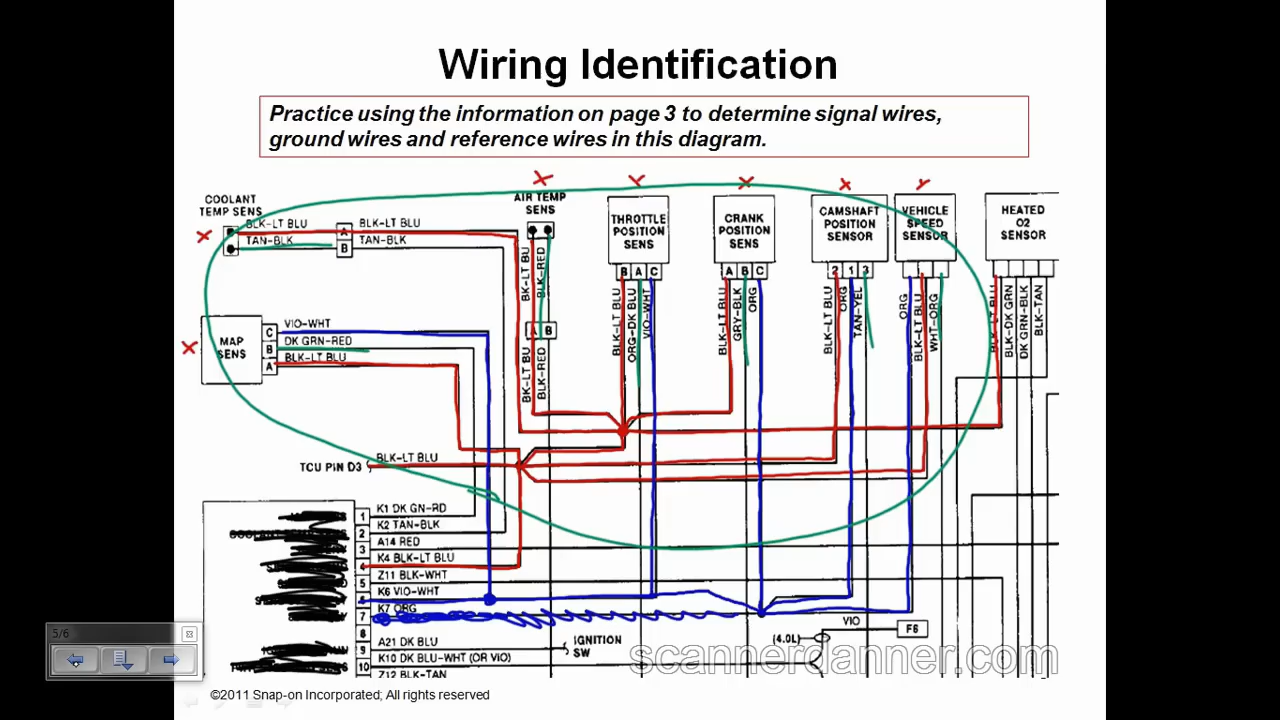 Wiring Identification
Practice using the information on page 3 to determine signal wires,
ground wires and reference wires in this diagram.
COOLANT
TEMP SENS
BLK-LT BLU
A
BLK-LT BLU
TAN-BLK
B
TAN-BLK
AIR TEMP
SENS
BK-LT BU
BLK-RED
A B
BK-LT BU
BLK-RED
THROTTLE
POSITION
SENS
B A C
BLK-LT BLU
ORG-DK BLU
VIO-WHT
CRANK
POSITION
SENS
A B C
BLK-LT BLU
GRY-BLK
ORG
CAMSHAFT
POSITION
SENSOR
2 1 3
BLK-LT BLU
ORG
TAN-YEL
VEHICLE
SPEED
SENSOR
ORG
BLK-LT BLU
WHT-ORG
HEATED
O2
SENSOR
BLK-LT BLU
BLK-DK GRN
DK GRN-BLK
BLK-TAN
MAP
SENS
C
VIO-WHT
B
DK GRN-RED
A
BLK-LT BLU
TCU PIN D3
BLK-LT BLU
1
K1 DK GN-RD
2
K2 TAN-BLK
3
A14 RED
4
K4 BLK-LT BLU
5
Z11 BLK-WHT
6
K6 VIO-WHT
7
K7 ORG
8
9
A21 DK BLU
IGNITION
SW
10
K10 DK BLU-WHT (OR VIO)
Z12 BLK-TAN
(4.0L)
VIO
F6
5/6
scannerdanner.com
©2011 Snap-on Incorporated; All rights reserved